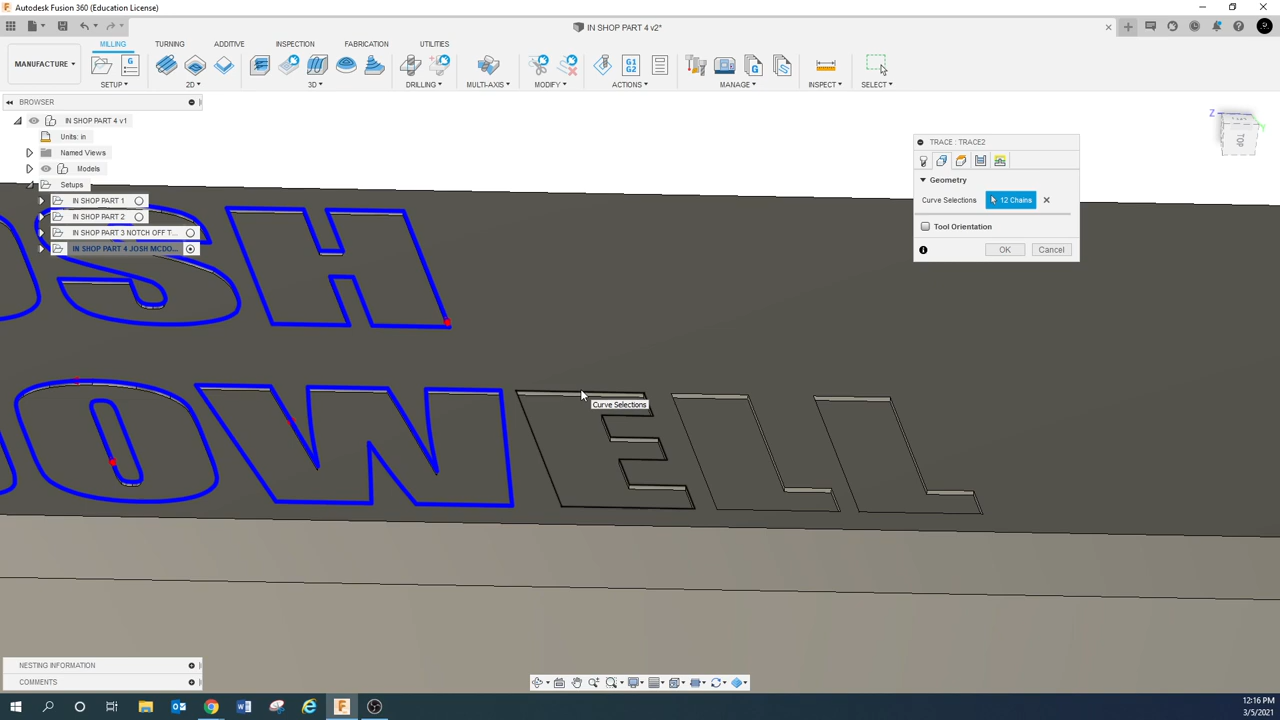 Autodesk Fusion 360 (Education License)
IN SHOP PART 4 v2*
MANUFACTURE
MILLING
TURNING
ADDITIVE
INSPECTION
FABRICATION
UTILITIES
SETUP
2D
3D
DRILLING
MULTI-AXIS
MODIFY
G1
G2
ACTIONS
MANAGE
INSPECT
SELECT
BROWSER
IN SHOP PART 4 v1
Units: in
Named Views
Models
Setups
IN SHOP PART 1
IN SHOP PART 2
IN SHOP PART 3 NOTCH OFF T...
IN SHOP PART 4 JOSH MCDO...
SH
OWELL
Curve Selections
TRACE : TRACE2
Geometry
Curve Selections
12 Chains
Tool Orientation
OK
Cancel
Z
Y
TOP
NESTING INFORMATION
COMMENTS
12:16 PM
3/5/2021